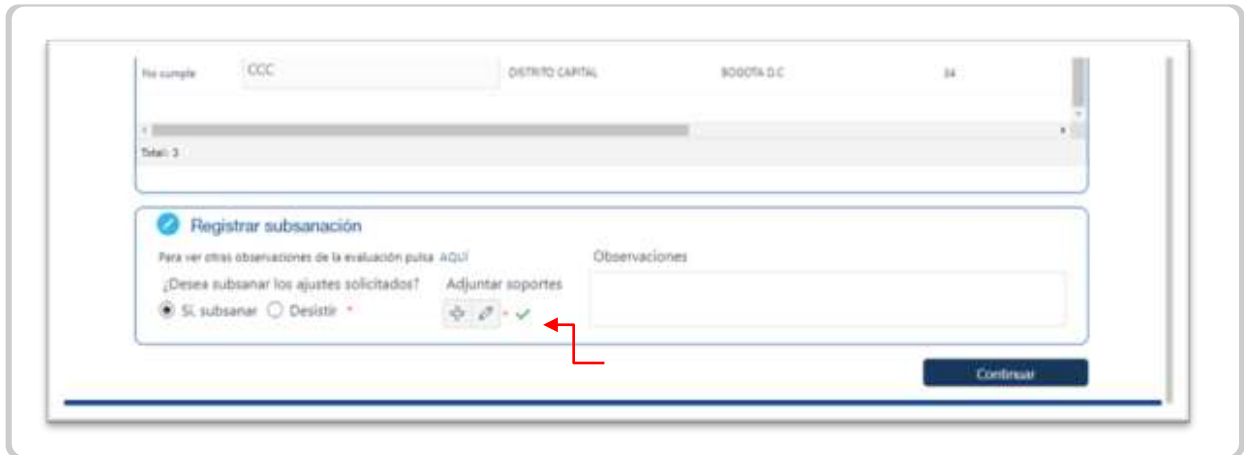 No cumple CCC DISTRITO CAPITAL BOGOTA D.C 34
Total: 3
Registrar subsanación
Para ver otras observaciones de la evaluación pulsa AQUÍ
Observaciones
¿Desea subsanar los ajustes solicitados? Adjuntar soportes
Sí, subsanar Desistir *
*
Continuar